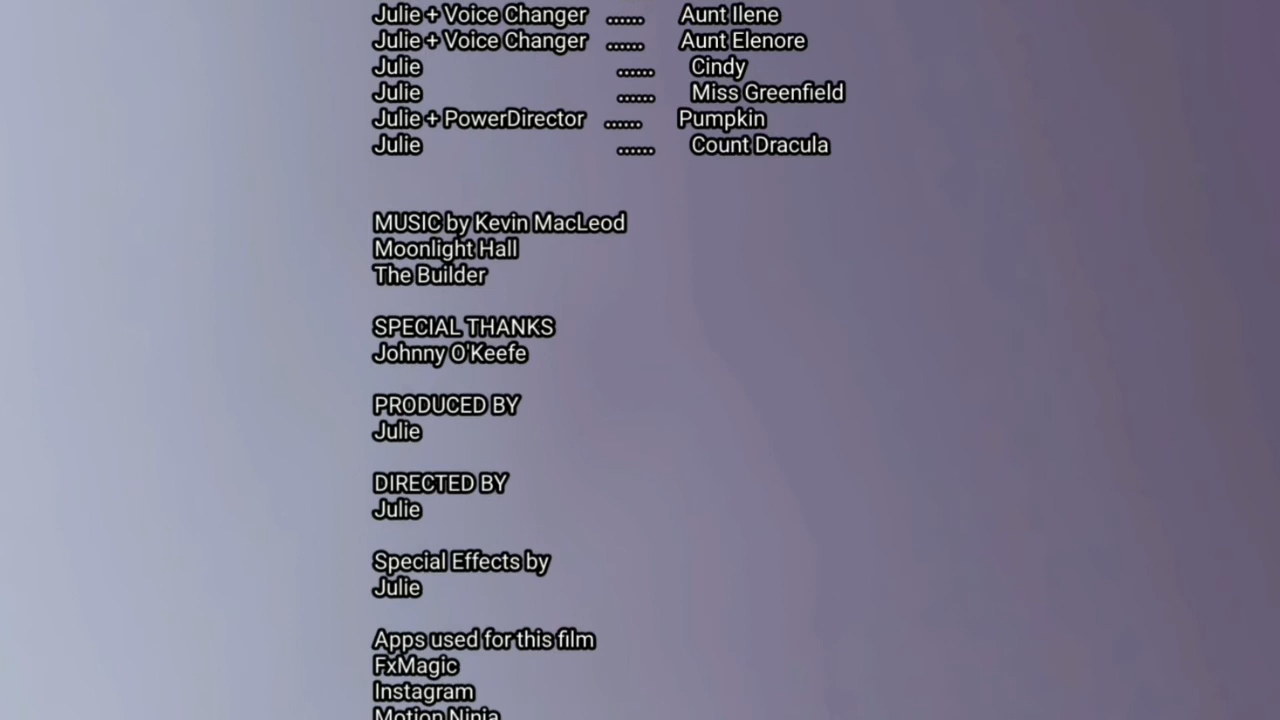 Julie + Voice Changer ...... Aunt Ilene
Julie + Voice Changer ...... Aunt Elenore
Julie ...... Cindy
Julie ...... Miss Greenfield
Julie + PowerDirector ...... Pumpkin
Julie ...... Count Dracula
MUSIC by Kevin MacLeod
Moonlight Hall
The Builder
SPECIAL THANKS
Johnny O'Keefe
PRODUCED BY
Julie
DIRECTED BY
Julie
Special Effects by
Julie
Apps used for this film
FxMagic
Instagram
Motion Ninja